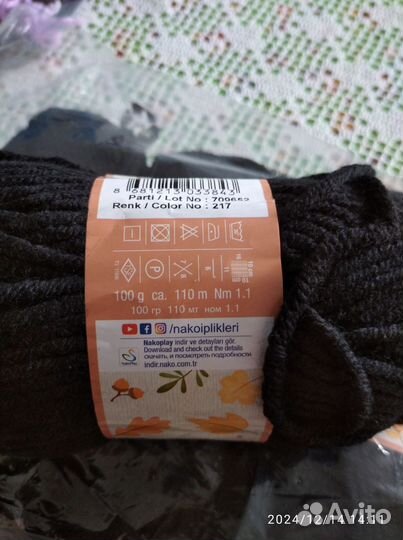 8 681213 033843
Parti / Lot No : 709652
Renk / Color No : 217
100 g ca. 110 m Nm 1.1
100 гр 110 мт ном 1.1
/nakoiplikleri
Nakoplay indir ve detayları gör.
Download and check out the details
скачать, и посмотреть подробности.
indir.nako.com.tr
Avito
2024/12/14 14:11